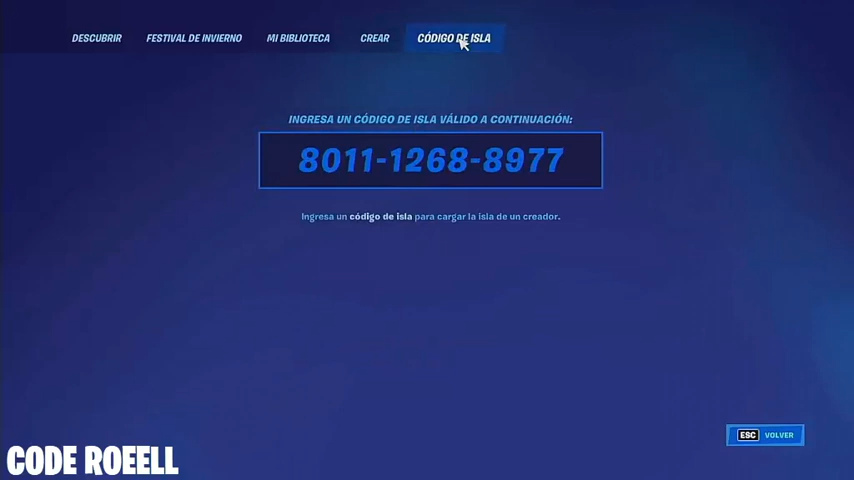 DESCUBRIR FESTIVAL DE INVIERNO MI BIBLIOTECA CREAR CÓDIGO DE ISLA
INGRESA UN CÓDIGO DE ISLA VÁLIDO A CONTINUACIÓN:
8011-1268-8977
Ingresa un código de isla para cargar la isla de un creador.
ESC VOLVER
CODE ROEELL